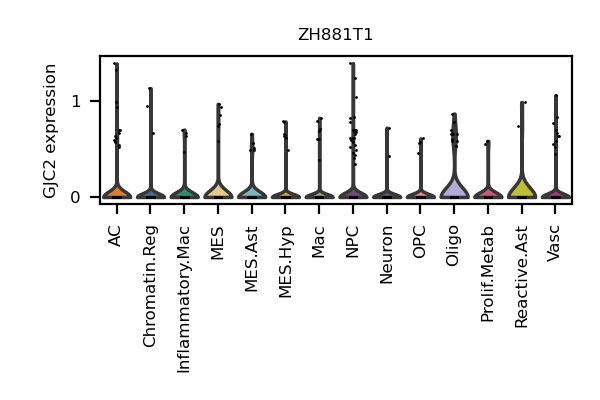 ZH881T1
GJC2 expression
1
0
AC
Chromatin.Reg
Inflammatory.Mac
MES
MES.Ast
MES.Hyp
Mac
NPC
Neuron
OPC
Oligo
Prolif.Metab
Reactive.Ast
Vasc